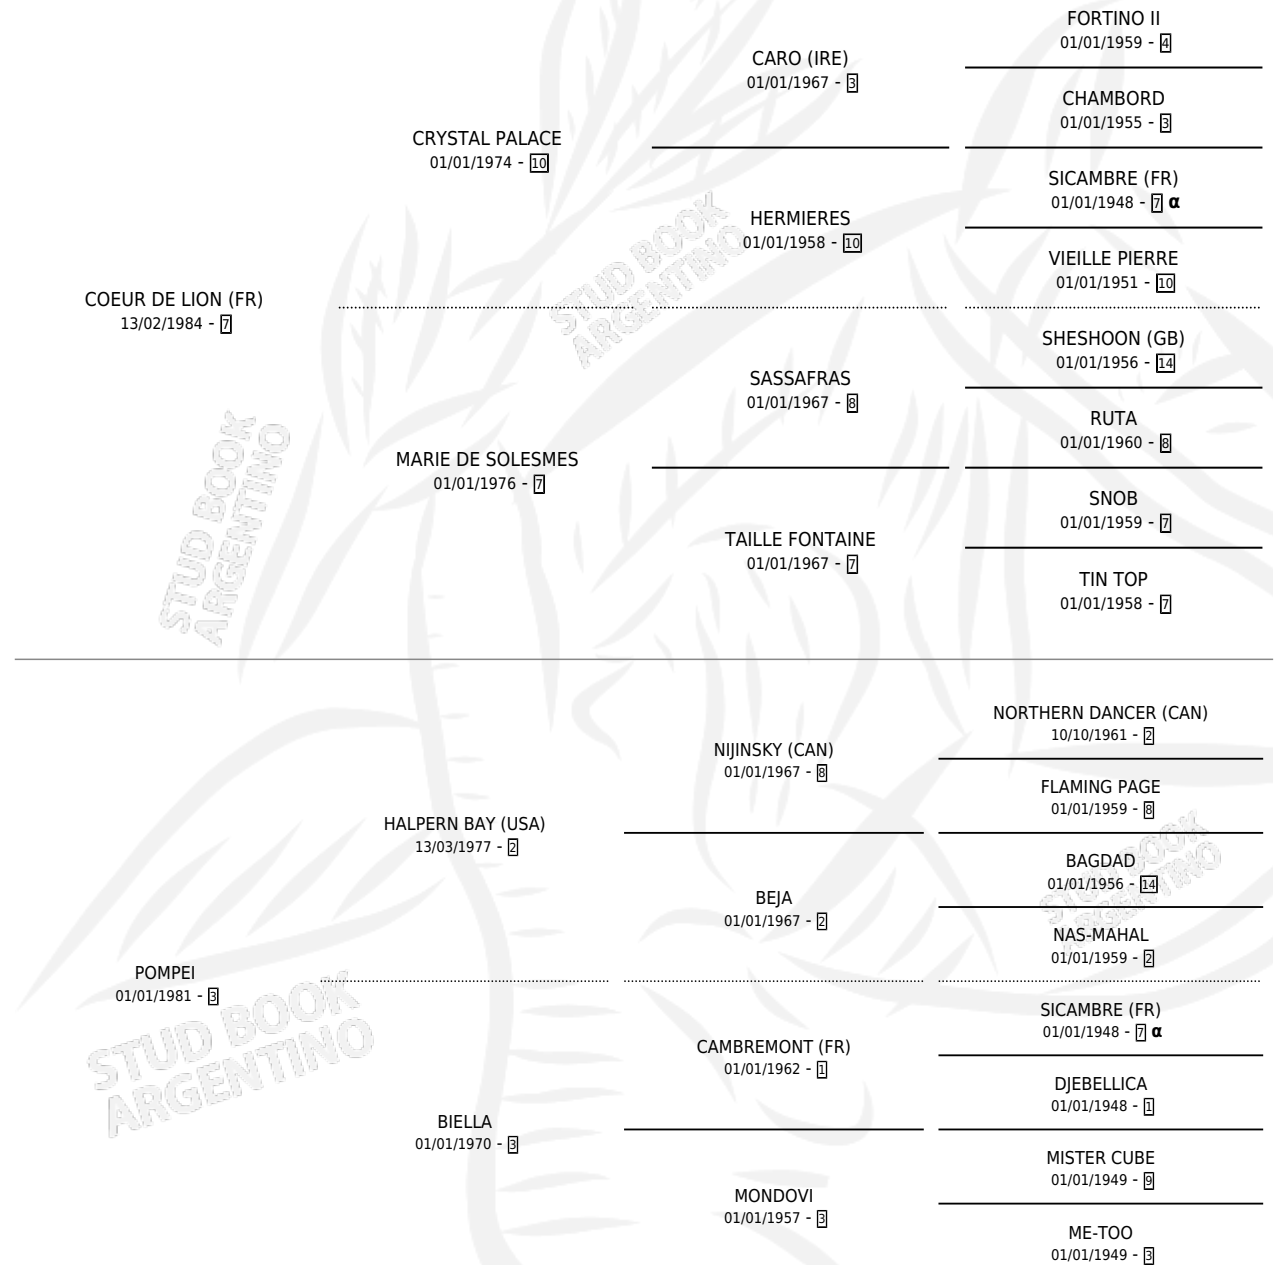 FORTINO II
01/01/1959 - 4
CARO (IRE)
01/01/1967 - 3
CHAMBORD
01/01/1955 - 3
CRYSTAL PALACE
01/01/1974 - 10
SICAMBRE (FR)
01/01/1948 - 7 α
HERMIERES
01/01/1958 - 10
VIEILLE PIERRE
01/01/1951 - 10
COEUR DE LION (FR)
13/02/1984 - 7
SHESHOON (GB)
01/01/1956 - 14
SASSAFRAS
01/01/1967 - 8
RUTA
01/01/1960 - 8
MARIE DE SOLESMES
01/01/1976 - 7
SNOB
01/01/1959 - 7
TAILLE FONTAINE
01/01/1967 - 7
TIN TOP
01/01/1958 - 7
NORTHERN DANCER (CAN)
10/10/1961 - 2
NIJINSKY (CAN)
01/01/1967 - 8
FLAMING PAGE
01/01/1959 - 8
HALPERN BAY (USA)
13/03/1977 - 2
BAGDAD
01/01/1956 - 14
BEJA
01/01/1967 - 2
NAS-MAHAL
01/01/1959 - 2
POMPEI
01/01/1981 - 3
SICAMBRE (FR)
01/01/1948 - 7 α
CAMBREMONT (FR)
01/01/1962 - 1
DJEBELLICA
01/01/1948 - 1
BIELLA
01/01/1970 - 3
MISTER CUBE
01/01/1949 - 9
MONDOVI
01/01/1957 - 3
ME-TOO
01/01/1949 - 3
STUD BOOK
ARGENTINO
STUD BOOK
ARGENTINO
STUD BOOK
ARGENTINO
STUD BOOK
ARGENTINO